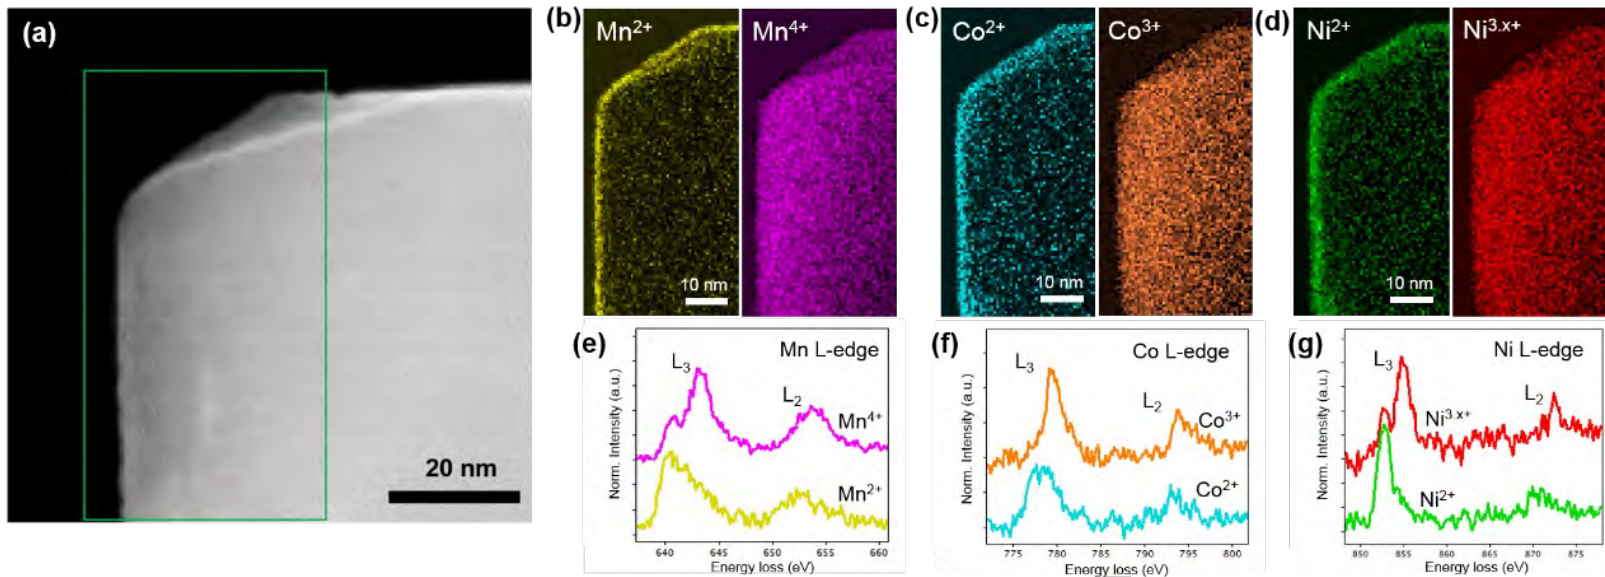 (a)
20 nm
(b)
Mn²⁺
Mn⁴⁺
10 nm
(c)
Co²⁺
Co³⁺
10 nm
(d)
Ni²⁺
Ni³·ˣ⁺
10 nm
(e)
Mn L-edge
L₃
L₂
Mn⁴⁺
Mn²⁺
Norm. Intensity (a.u.)
640 645 650 655 660
Energy loss (eV)
(f)
Co L-edge
L₃
L₂
Co³⁺
Co²⁺
Norm. Intensity (a.u.)
775 780 785 790 795 800
Energy loss (eV)
(g)
Ni L-edge
L₃
L₂
Ni³·ˣ⁺
Ni²⁺
Norm. Intensity (a.u.)
850 855 860 865 870 875
Energy loss (eV)